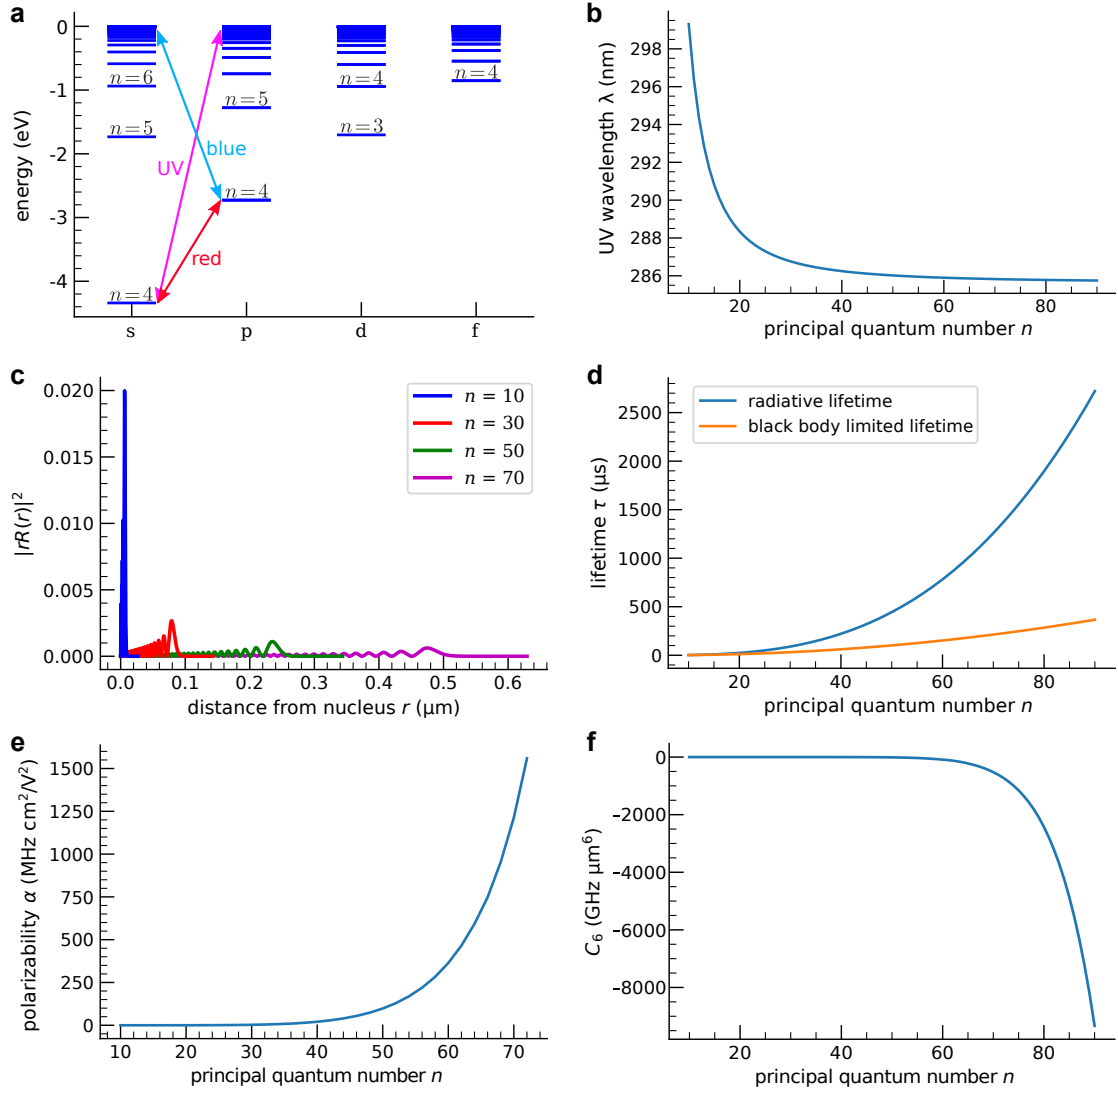 a
0
-1
-2
-3
-4
energy (eV)
n=6
n=5
n=4
n=5
n=4
n=4
n=3
n=4
UV
blue
red
s p d f
b
298
296
294
292
290
288
286
UV wavelength λ (nm)
20 40 60 80
principal quantum number n
c
0.020
0.015
0.010
0.005
0.000
|rR(r)|²
n = 10
n = 30
n = 50
n = 70
0.0 0.1 0.2 0.3 0.4 0.5 0.6
distance from nucleus r (μm)
d
2500
2000
1500
1000
500
0
lifetime τ (μs)
radiative lifetime
black body limited lifetime
20 40 60 80
principal quantum number n
e
1500
1250
1000
750
500
250
0
polarizability α (MHz cm²/V²)
10 20 30 40 50 60 70
principal quantum number n
f
0
−2000
−4000
−6000
−8000
C₆ (GHz μm⁶)
20 40 60 80
principal quantum number n